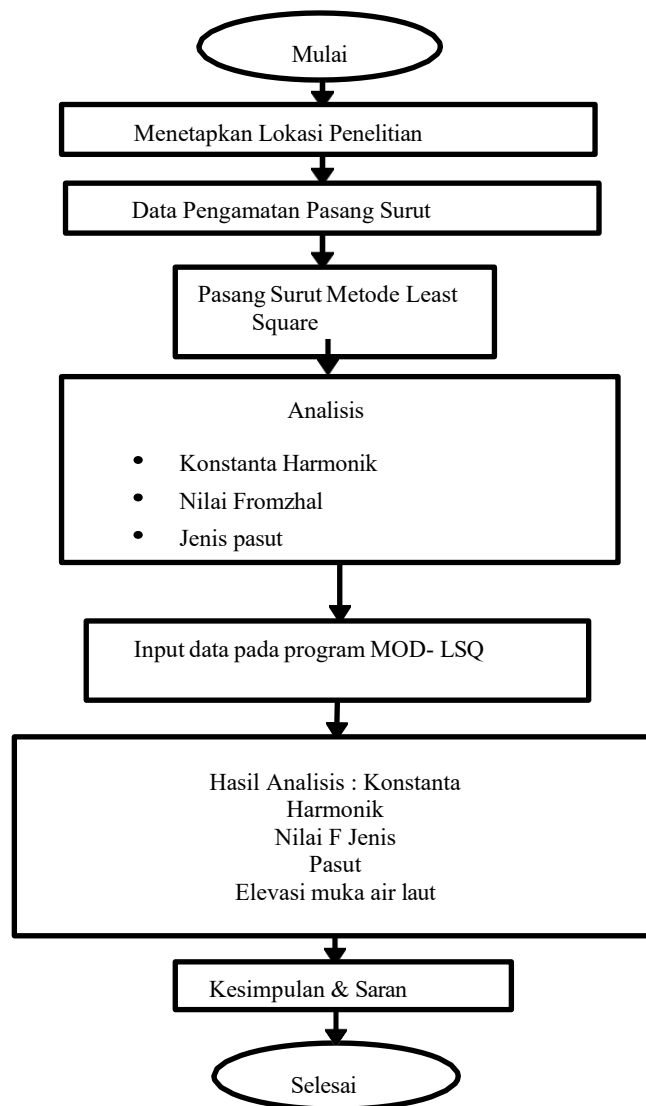 Mulai
Menetapkan Lokasi Penelitian
Data Pengamatan Pasang Surut
Pasang Surut Metode Least
Square
Analisis
• Konstanta Harmonik
• Nilai Fromzhal
• Jenis pasut
Input data pada program MOD- LSQ
Hasil Analisis : Konstanta
Harmonik
Nilai F Jenis
Pasut
Elevasi muka air laut
Kesimpulan & Saran
Selesai